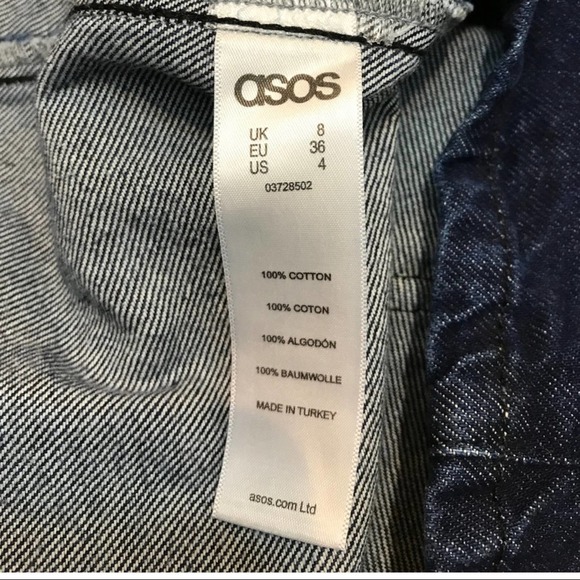 asos
UK 8
EU 36
US 4
03728502
100% COTTON
100% COTON
100% ALGODÓN
100% BAUMWOLLE
MADE IN TURKEY
asos.com Ltd